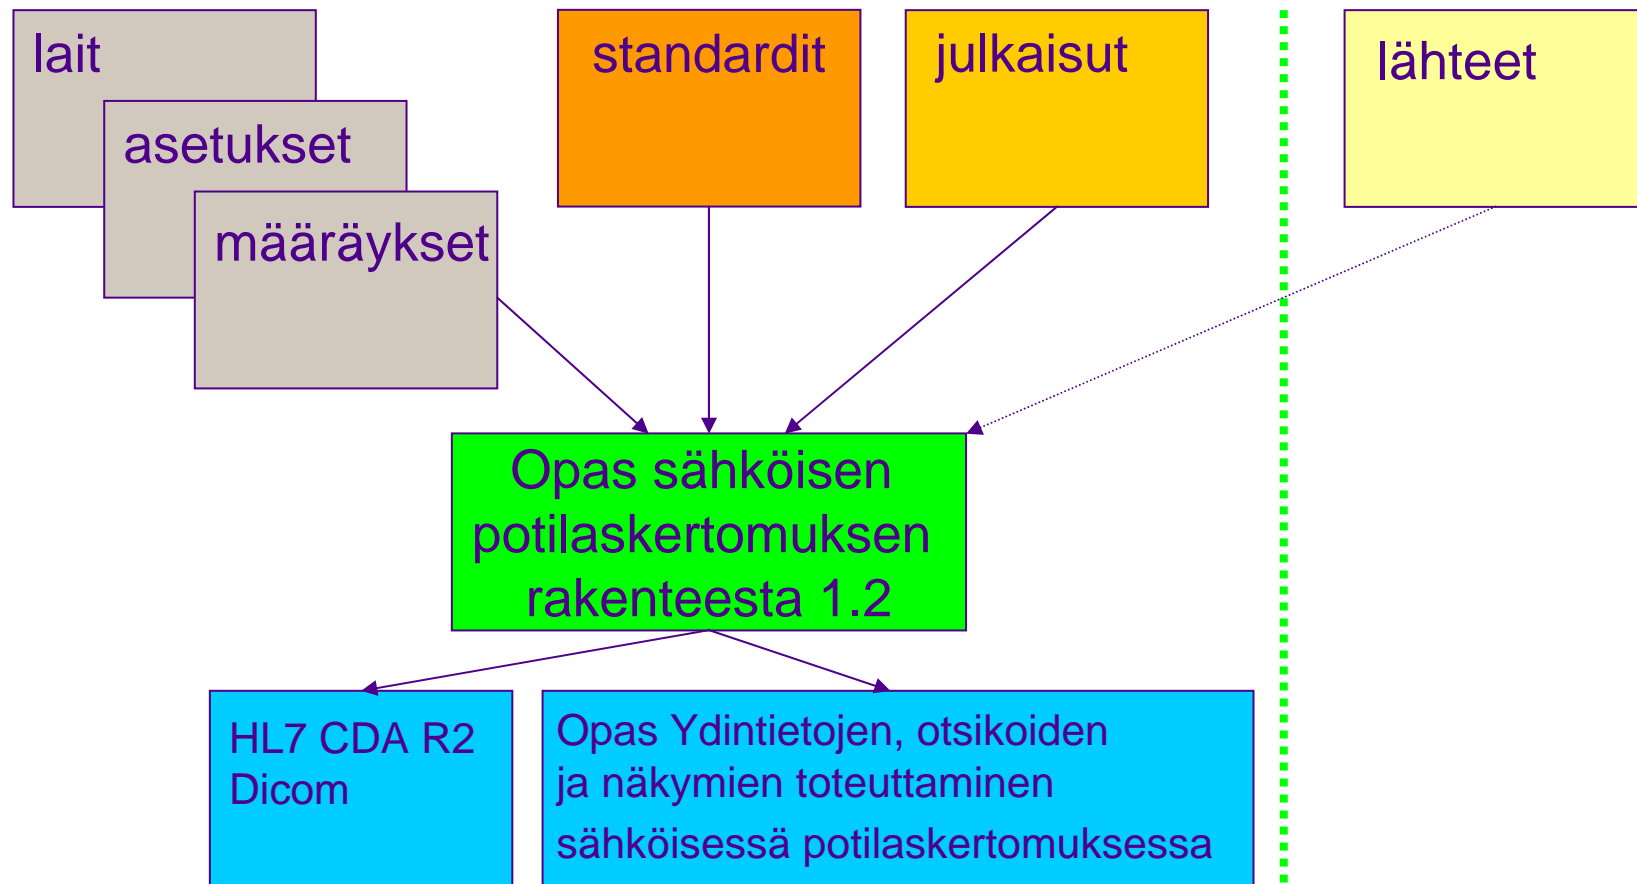 lait
asetukset
määräykset
standardit
julkaisut
lähteet
Opas sähköisen
potilaskertomuksen
rakenteesta 1.2
HL7 CDA R2
Dicom
Opas Ydintietojen, otsikoiden
ja näkymien toteuttaminen
sähköisessä potilaskertomuksessa